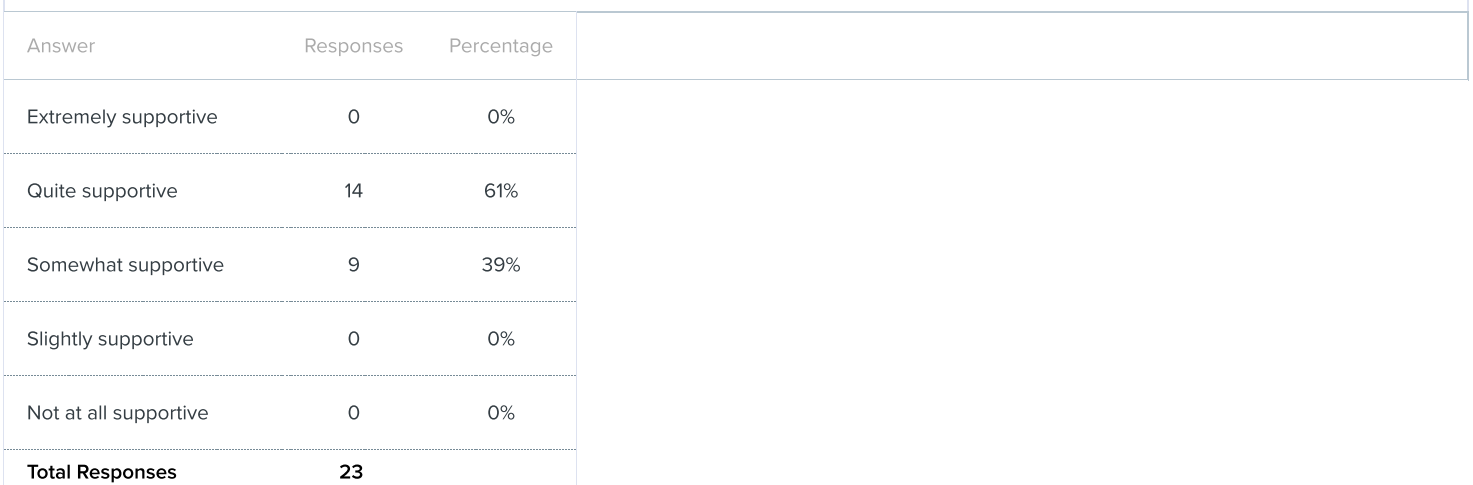 Answer Responses Percentage
Extremely supportive 0 0%
Quite supportive 14 61%
Somewhat supportive 9 39%
Slightly supportive 0 0%
Not at all supportive 0 0%
Total Responses 23